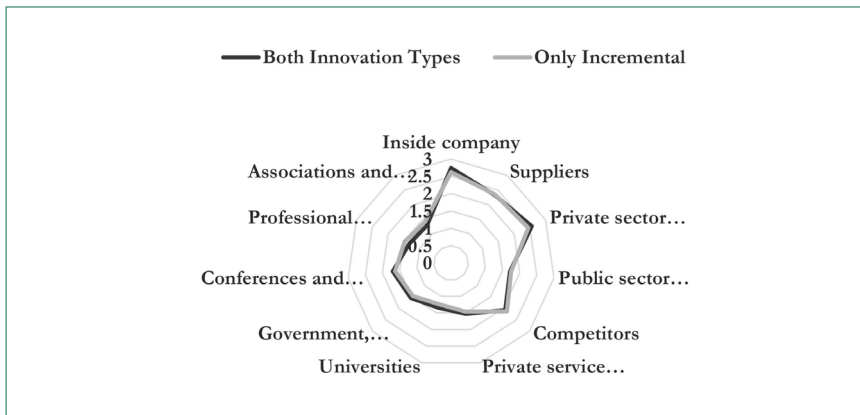 Both Innovation Types Only Incremental
Inside company
3
Associations and... Suppliers
2.5
2
Professional... Private sector...
1.5
1
0.5
0
Conferences and... Public sector...
Government,... Competitors
Universities Private service...